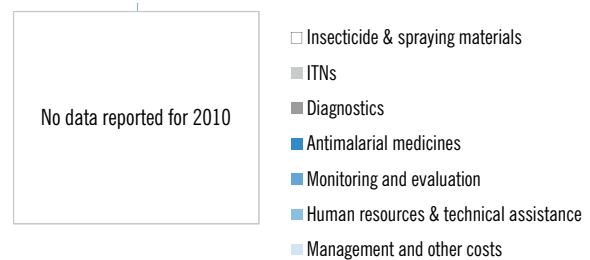 No data reported for 2010
Insecticide & spraying materials
ITNs
Diagnostics
Antimalarial medicines
Monitoring and evaluation
Human resources & technical assistance
Management and other costs